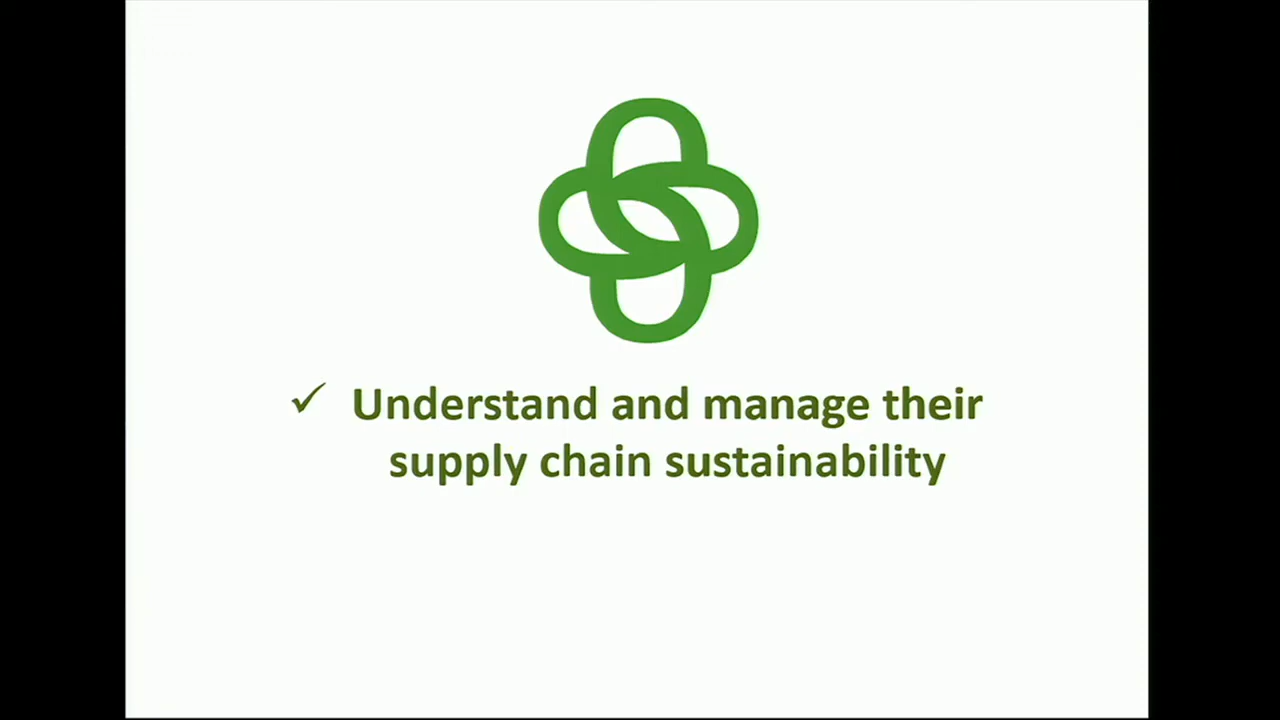 ✓ Understand and manage their
supply chain sustainability